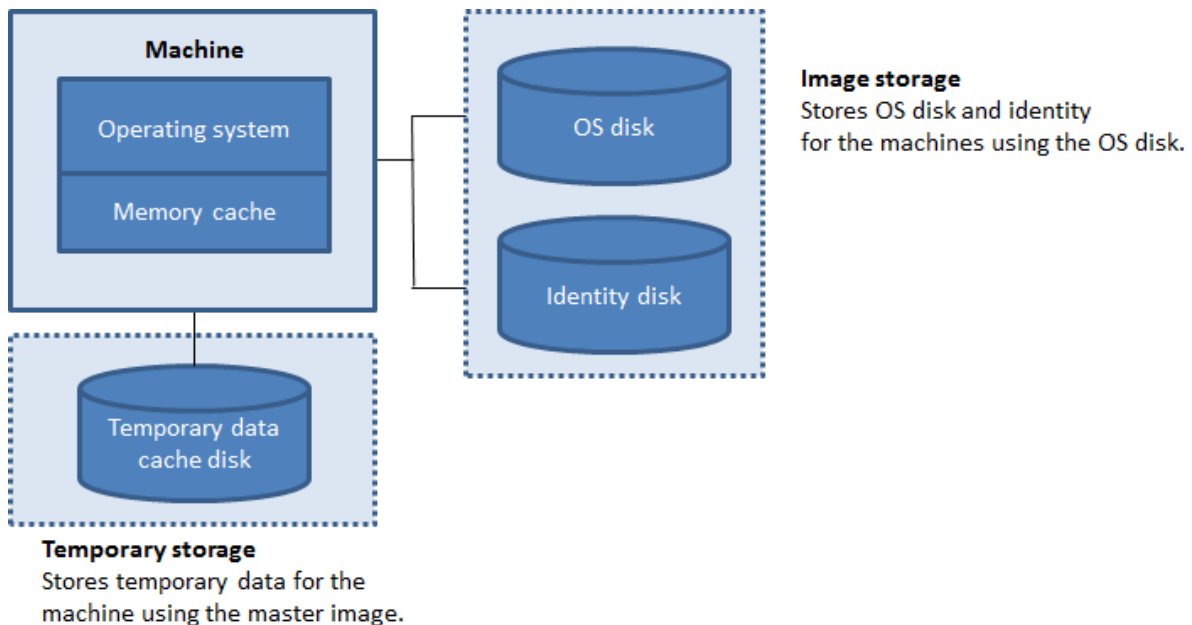 Machine
Operating system
Memory cache
OS disk
Identity disk
Image storage
Stores OS disk and identity
for the machines using the OS disk.
Temporary data
cache disk
Temporary storage
Stores temporary data for the
machine using the master image.